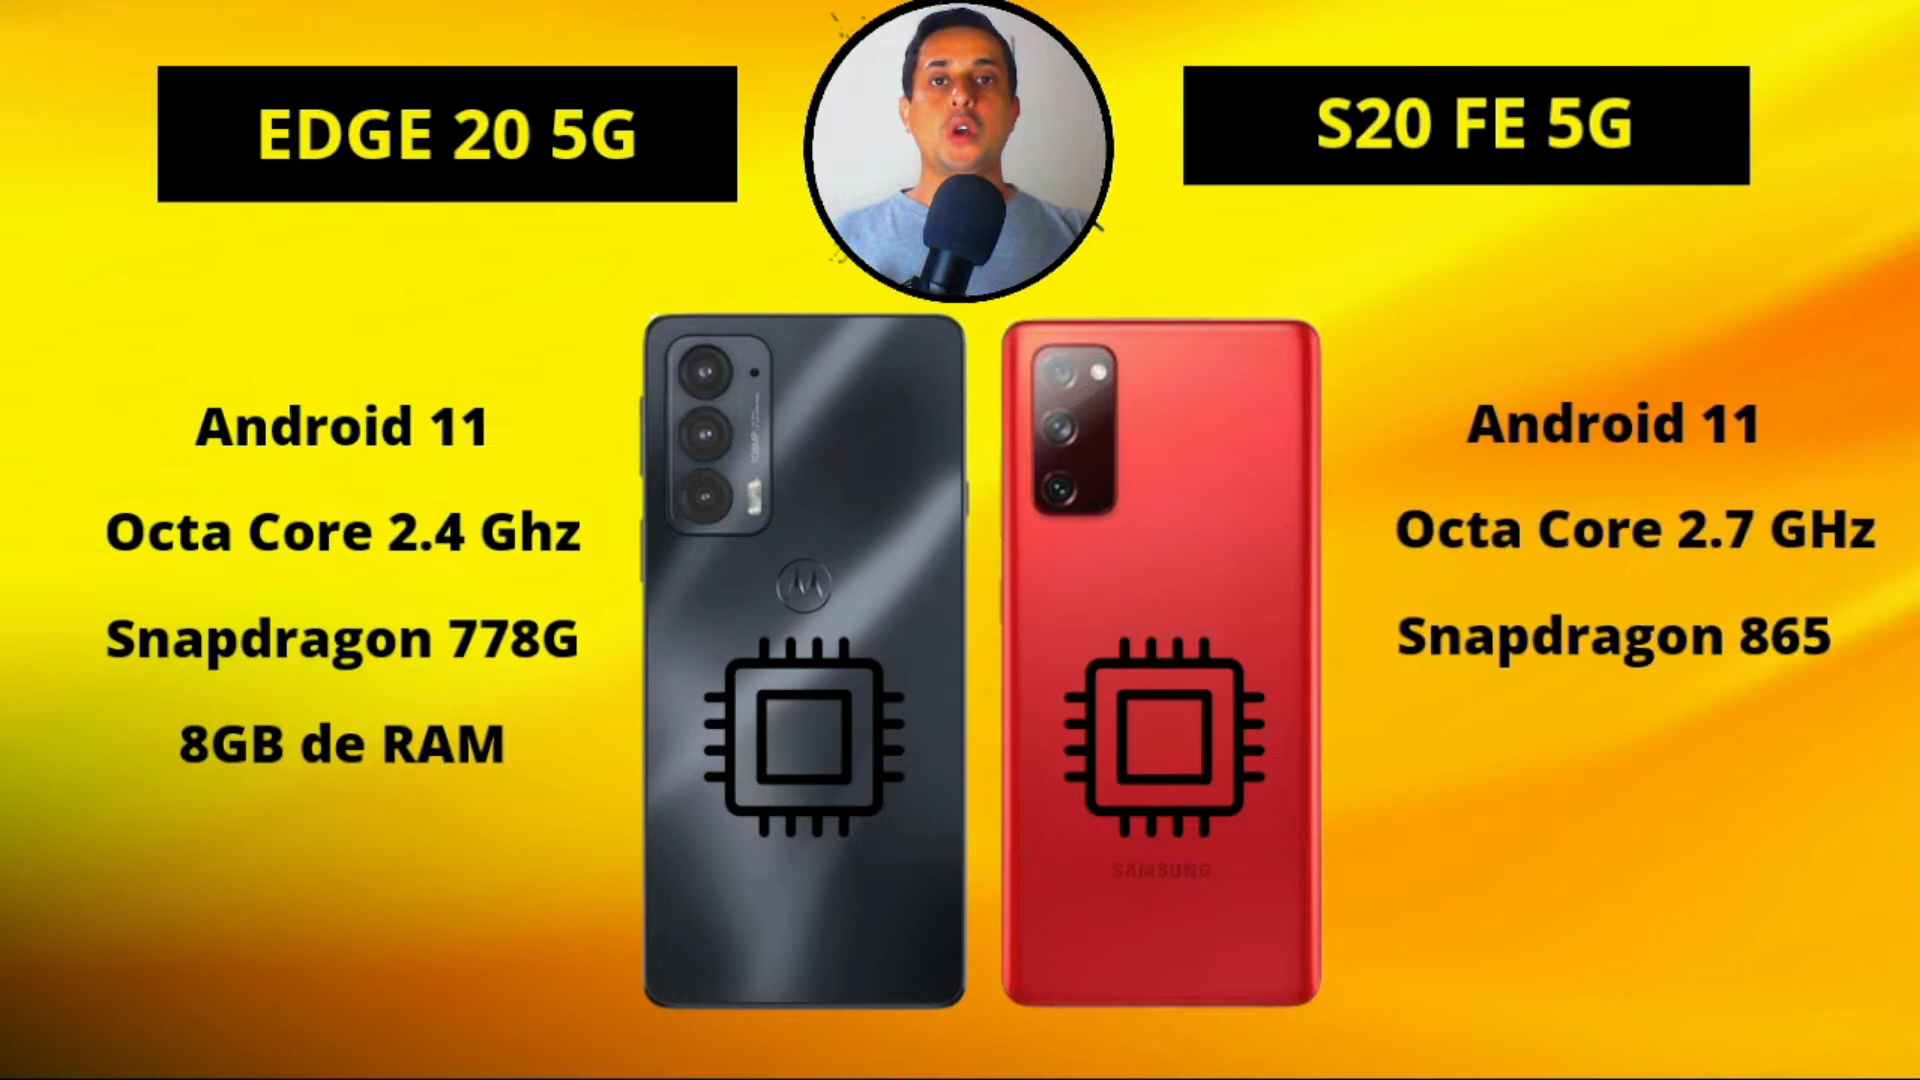 EDGE 20 5G
S20 FE 5G
Android 11
Octa Core 2.4 Ghz
Snapdragon 778G
8GB de RAM
Android 11
Octa Core 2.7 GHz
Snapdragon 865
108MP
SAMSUNG